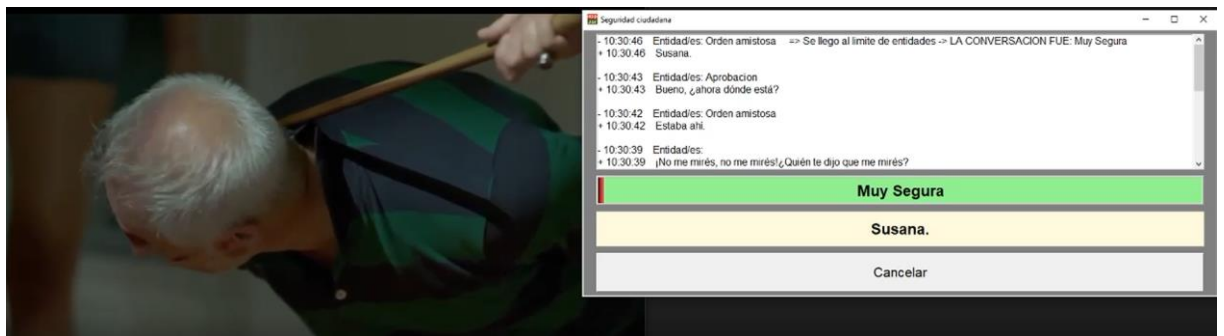 Seguridad ciudadana
- 10:30:46 Entidad/es: Orden amistosa => Se llego al limite de entidades -> LA CONVERSACION FUE: Muy Segura
+ 10.30.46 Susana.
- 10:30:43 Entidad/es: Aprobacion
+ 10.30.43 Bueno, ¿ahora dónde está?
- 10:30:42 Entidad/es: Orden amistosa
+ 10.30.42 Estaba ahí.
- 10:30:39 Entidad/es:
+ 10.30.39 ¡No me mirés, no me mirés!¿Quién te dijo que me mirés?
Muy Segura
Susana.
Cancelar